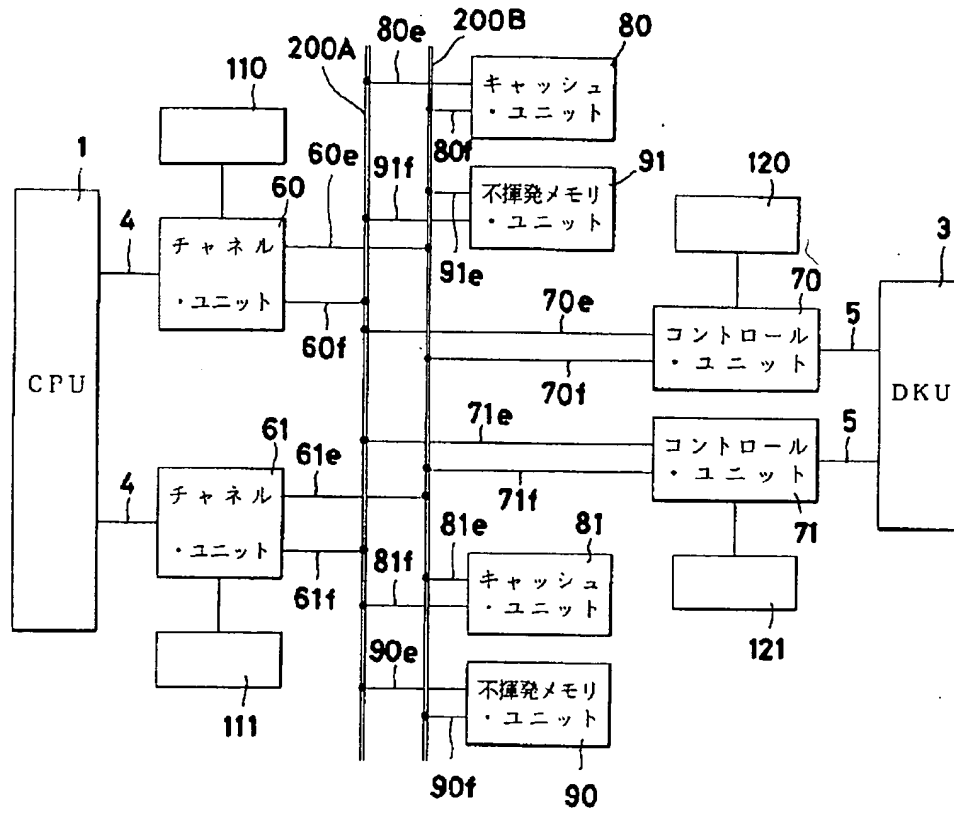 200B
80e
80
200A
キャッシュ
・ユニット
110
80f
1
60e
91f
91
120
60
不揮発メモリ
・ユニット
4
チャネル
・ユニット
91e
70
3
70e
コントロール
・ユニット
5
60f
70f
CPU
DKU
71e
61
61e
コントロール
・ユニット
5
4
チャネル
・ユニット
71f
81e
81
71
81f
キャッシュ
・ユニット
61f
121
90e
不揮発メモリ
・ユニット
111
90f
90